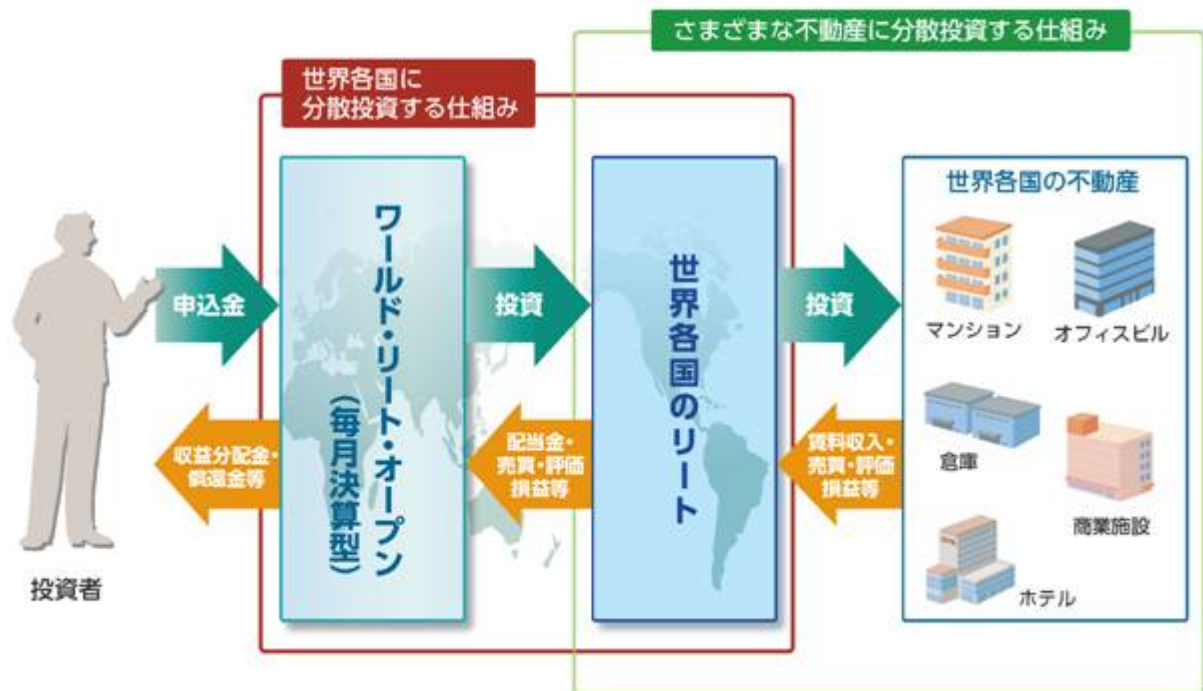 さまざまな不動産に分散投資する仕組み
世界各国に
分散投資する仕組み
投資者
申込金
収益分配金・
償還金等
ワールド・リート・オープン
(毎月決算型)
投資
配当金・
売買・評価
損益等
世界各国のリート
投資
賃料収入・
売買・評価
損益等
世界各国の不動産
マンション
オフィスビル
倉庫
商業施設
ホテル